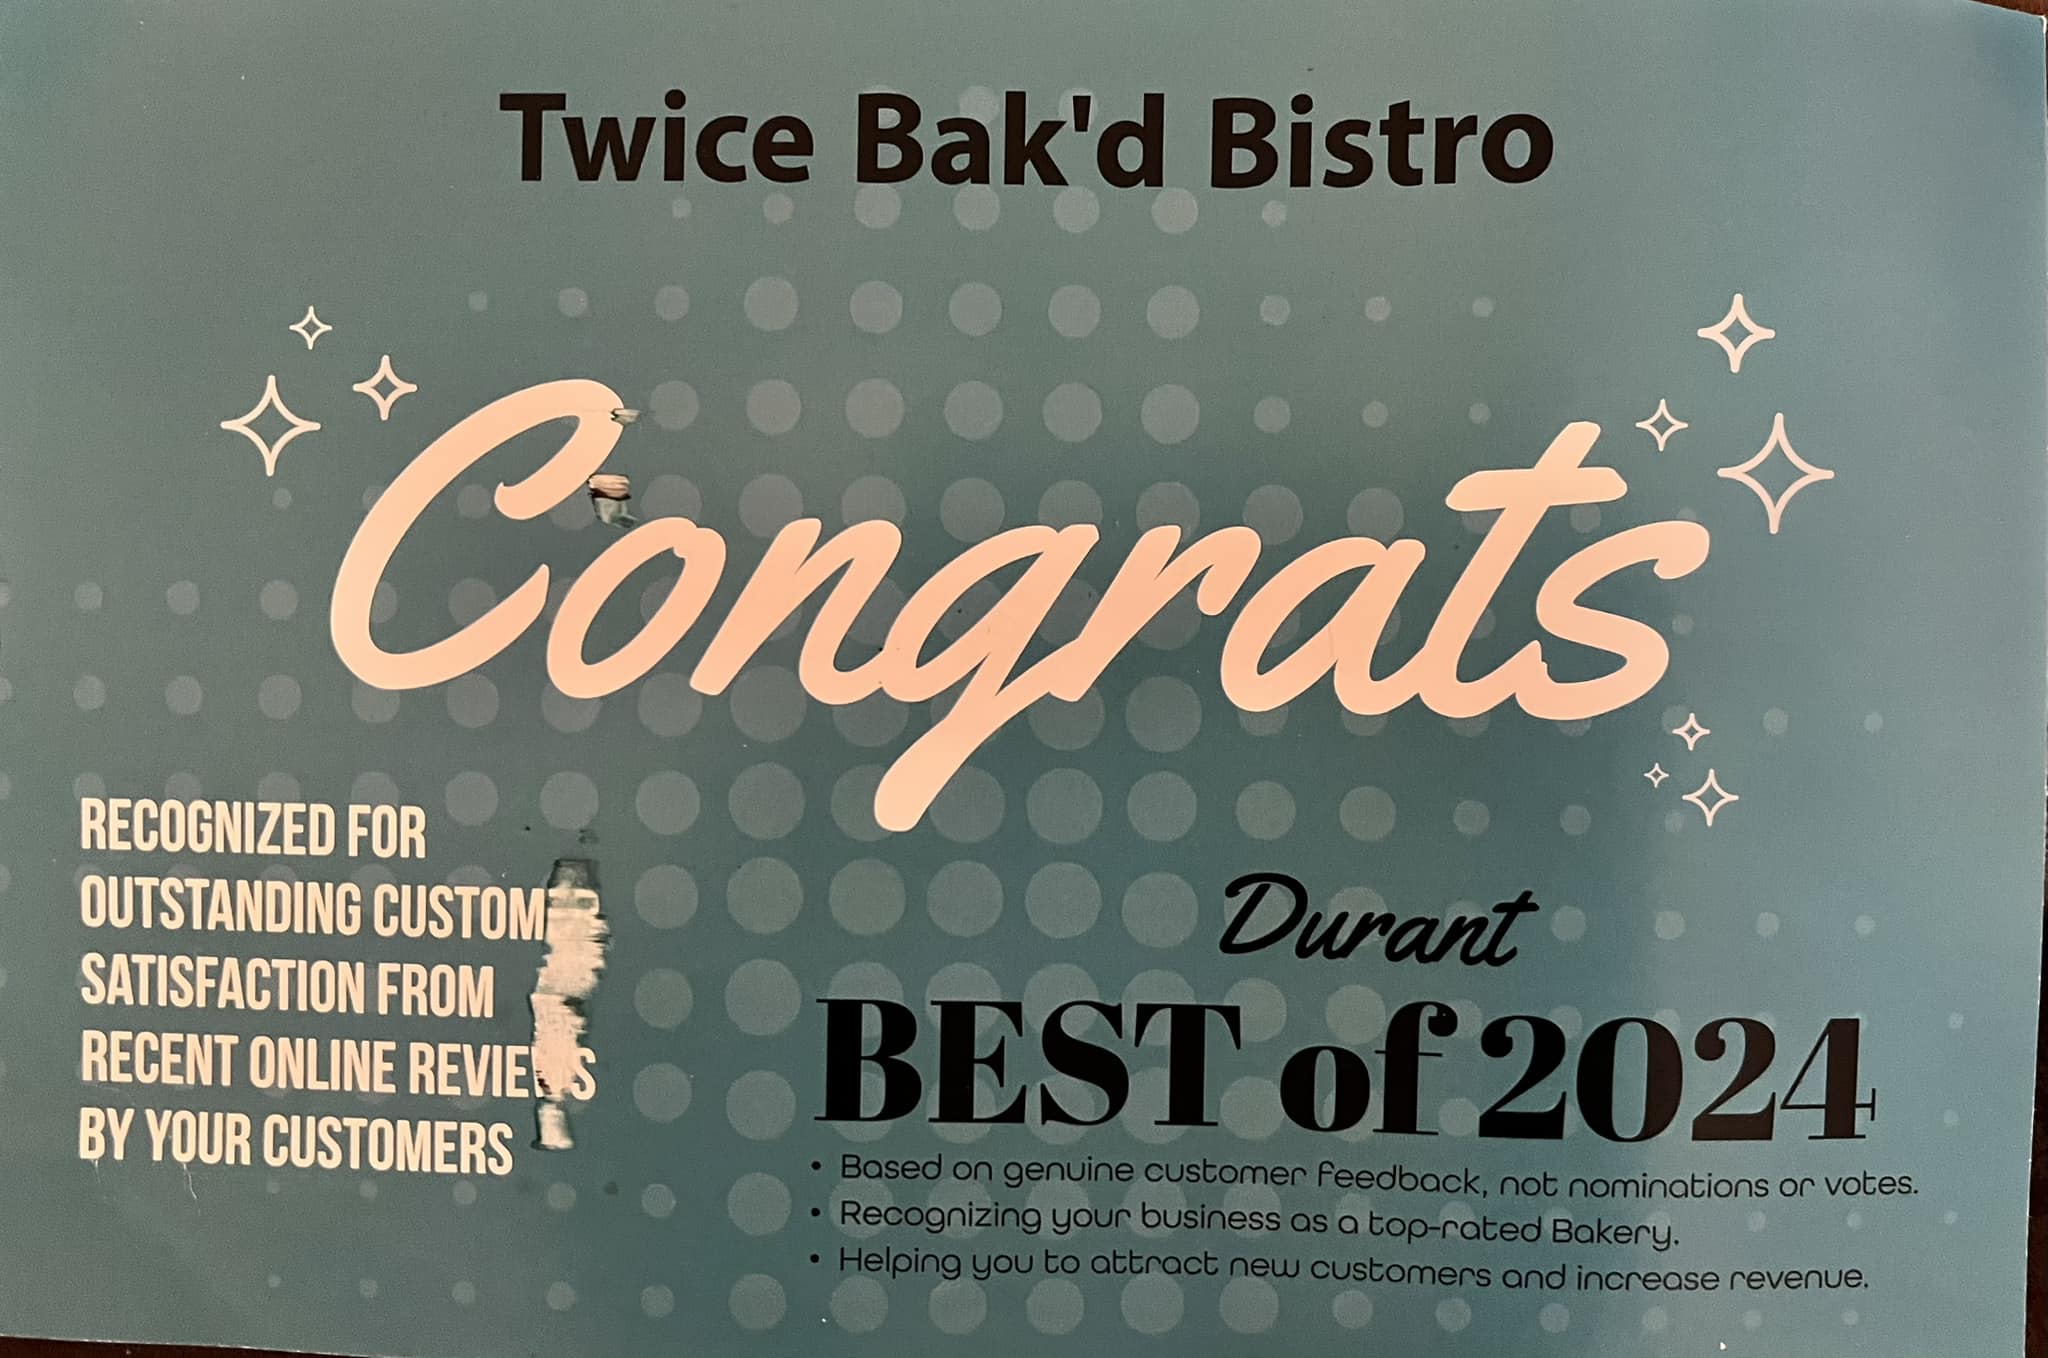 Twice Bak'd Bistro
Congrats
RECOGNIZED FOR
OUTSTANDING CUSTOM
SATISFACTION FROM
RECENT ONLINE REVIEWS
BY YOUR CUSTOMERS
Durant
BEST of 2024
• Based on genuine customer feedback, not nominations or votes.
• Recognizing your business as a top-rated Bakery.
• Helping you to attract new customers and increase revenue.